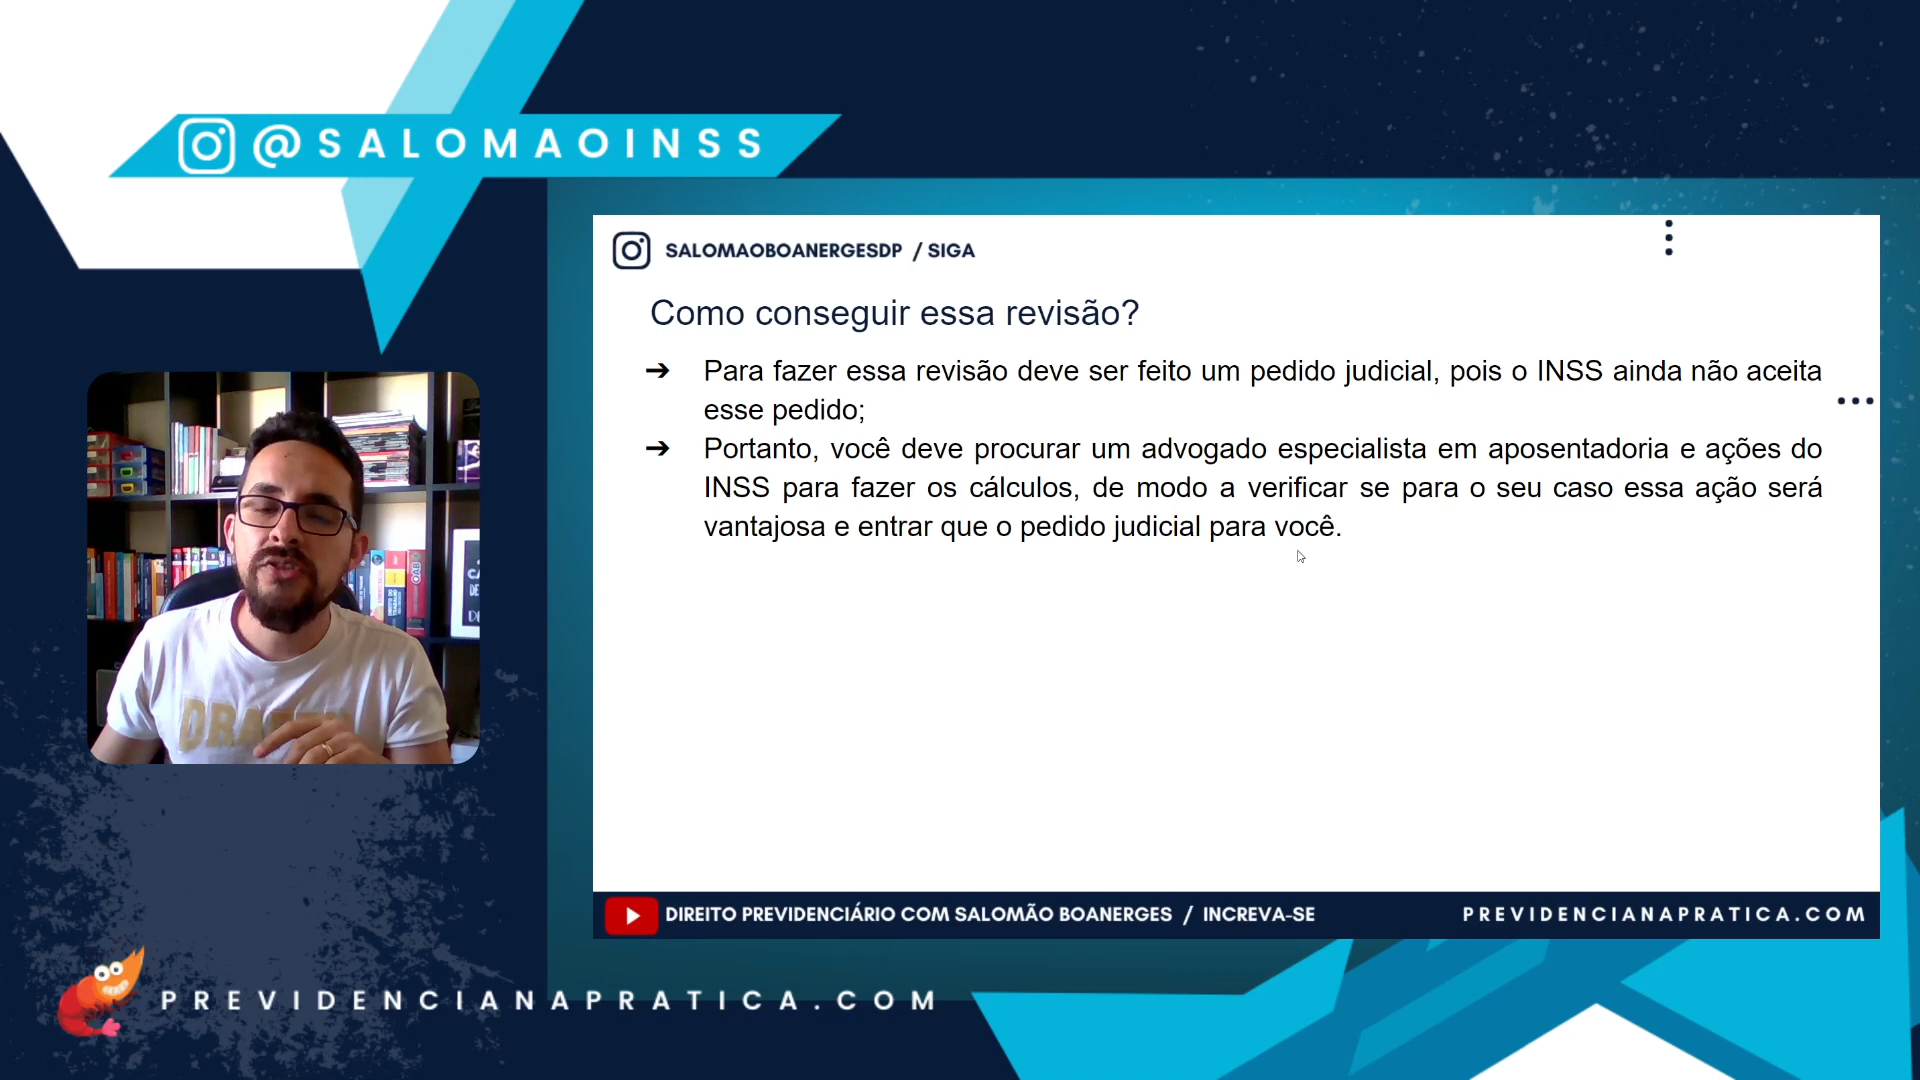 @SALOMAOINSS
SALOMAOBOANERGESDP / SIGA
Como conseguir essa revisão?
➔ Para fazer essa revisão deve ser feito um pedido judicial, pois o INSS ainda não aceita
esse pedido;
➔ Portanto, você deve procurar um advogado especialista em aposentadoria e ações do
INSS para fazer os cálculos, de modo a verificar se para o seu caso essa ação será
vantajosa e entrar que o pedido judicial para você.
DIREITO PREVIDENCIÁRIO COM SALOMÃO BOANERGES / INCREVA-SE
PREVIDENCIANAPRATICA.COM
PREVIDENCIANAPRATICA.COM